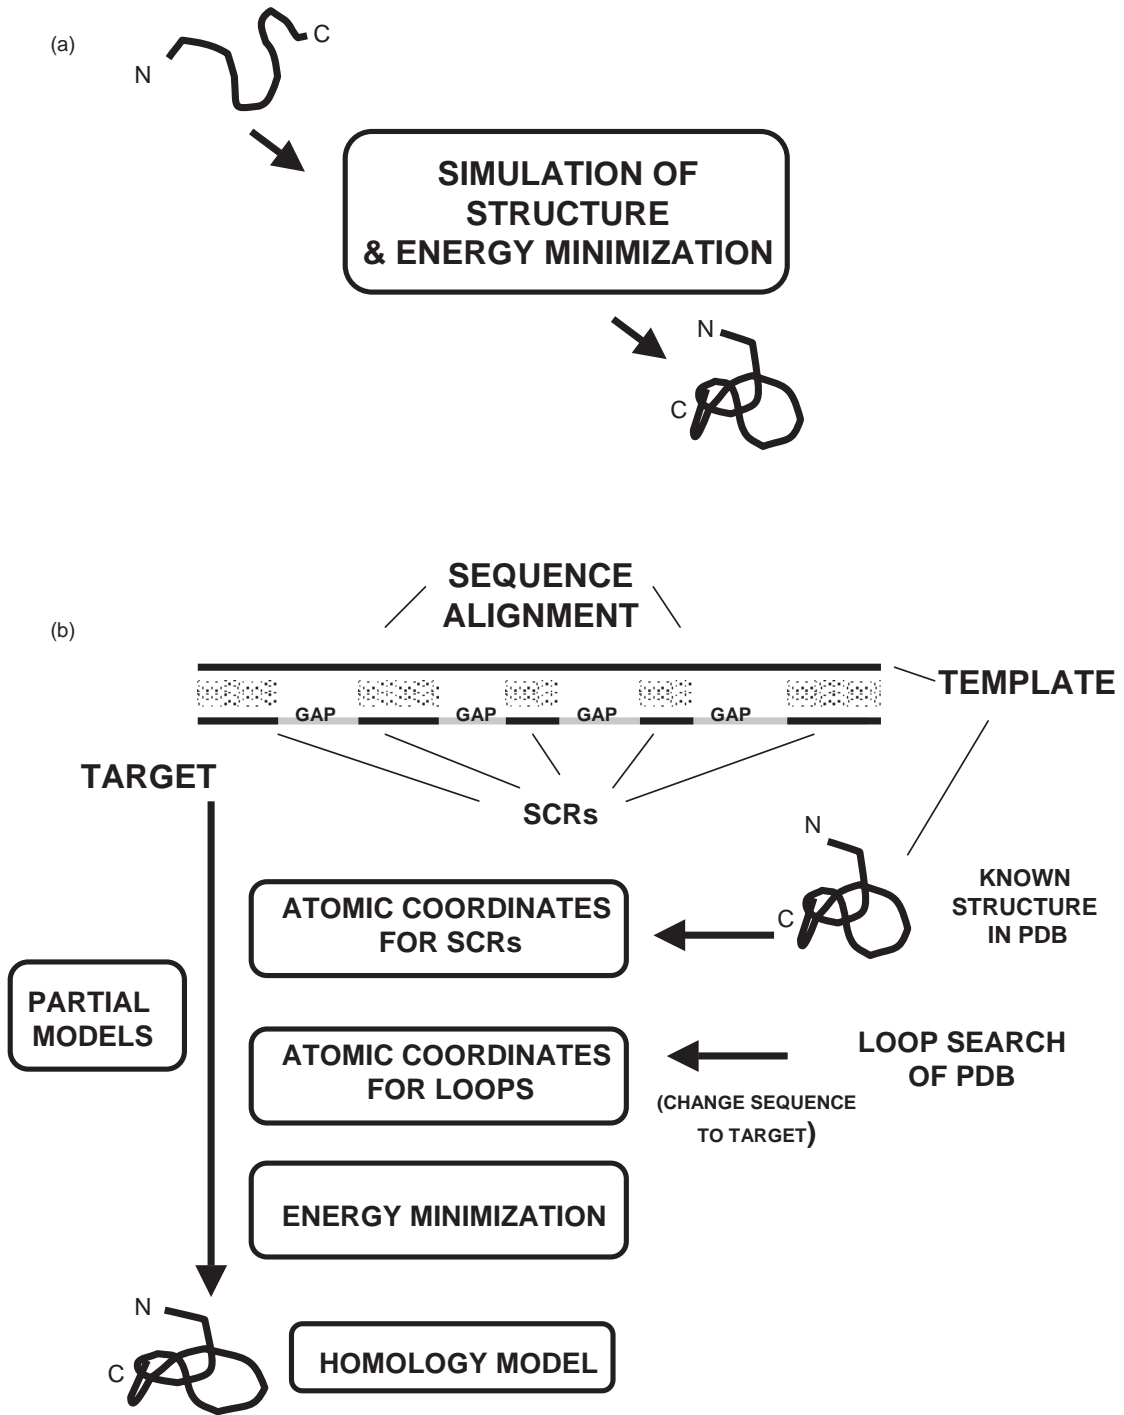 (a)
N
C
SIMULATION OF
STRUCTURE
& ENERGY MINIMIZATION
N
C
SEQUENCE
ALIGNMENT
(b)
TEMPLATE
GAP GAP GAP GAP
TARGET
SCRs
N
C
KNOWN
STRUCTURE
IN PDB
ATOMIC COORDINATES
FOR SCRs
PARTIAL
MODELS
ATOMIC COORDINATES
FOR LOOPS
LOOP SEARCH
OF PDB
(CHANGE SEQUENCE
TO TARGET)
ENERGY MINIMIZATION
N
C
HOMOLOGY MODEL